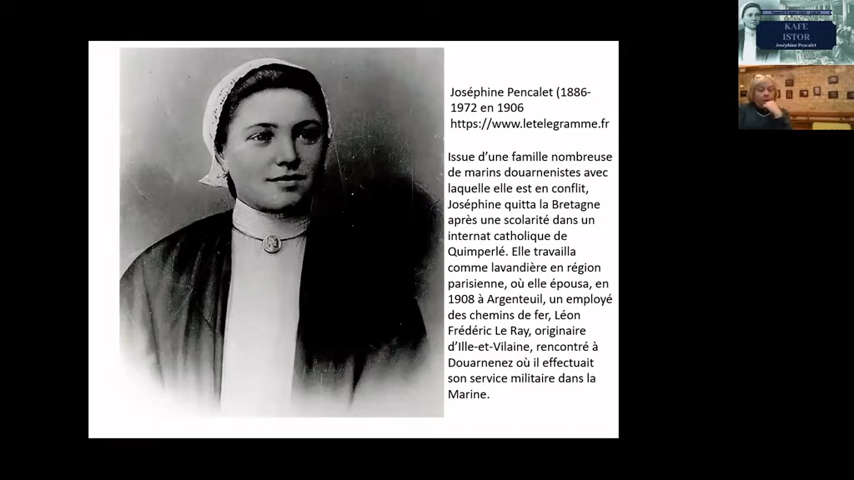 Joséphine Pencalet (1886-
1972 en 1906
https://www.letelegramme.fr
Issue d'une famille nombreuse
de marins douarnenistes avec
laquelle elle est en conflit,
Joséphine quitta la Bretagne
après une scolarité dans un
internat catholique de
Quimperlé. Elle travailla
comme lavandière en région
parisienne, où elle épousa, en
1908 à Argenteuil, un employé
des chemins de fer, Léon
Frédéric Le Ray, originaire
d'Ille-et-Vilaine, rencontré à
Douarnenez où il effectuait
son service militaire dans la
Marine.
KAFE
ISTOR
Joséphine Pencalet